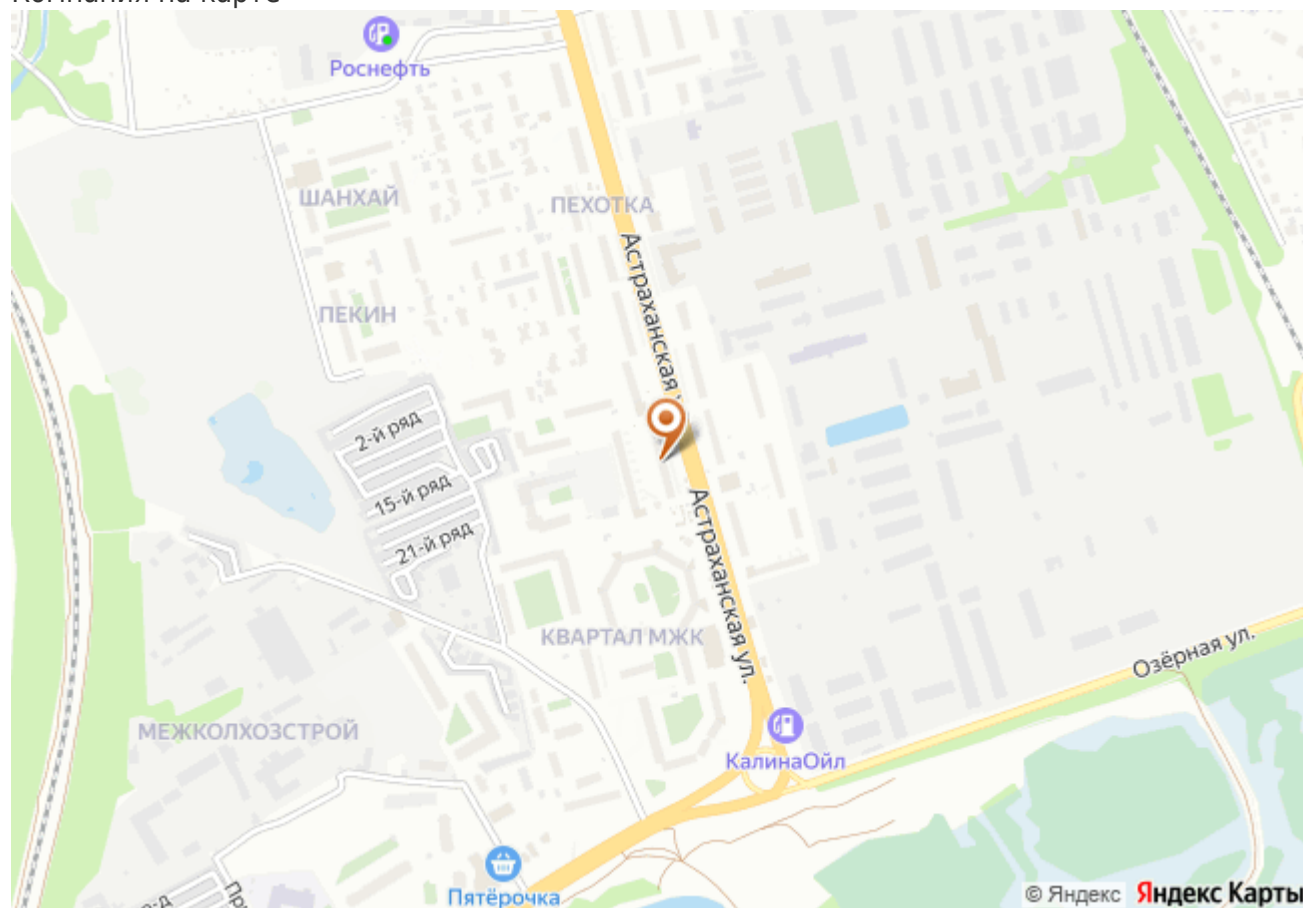 Роснефть
ШАНХАЙ
ПЕХОТКА
Астраханская
ПЕКИН
2-й ряд
15-й ряд
21-й ряд
Астраханская ул.
КВАРТАЛ МЖК
Озёрная ул.
МЕЖКОЛХОЗСТРОЙ
КалинаОйл
Пятёрочка
© Яндекс Яндекс Карты